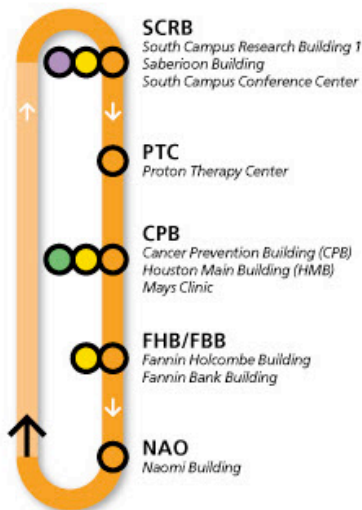 SCRB
South Campus Research Building 1
Saberioon Building
South Campus Conference Center
PTC
Proton Therapy Center
CPB
Cancer Prevention Building (CPB)
Houston Main Building (HMB)
Mays Clinic
FHB/FBB
Fannin Holcombe Building
Fannin Bank Building
NAO
Naomi Building